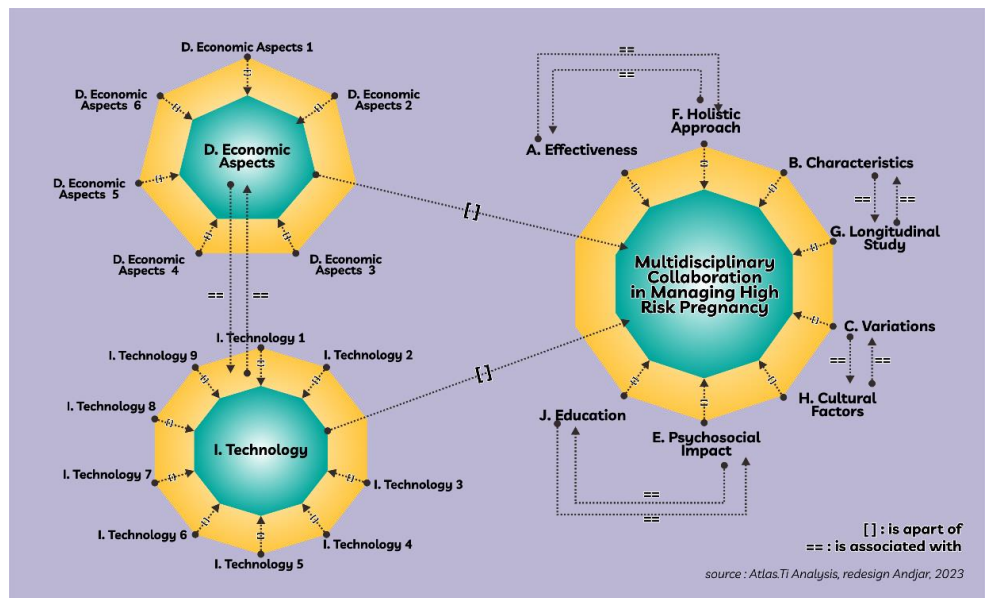 D. Economic Aspects 1
D. Economic
Aspects 6
D. Economic
Aspects 2
D. Economic
Aspects
D. Economic
Aspects 5
D. Economic
Aspects 4
D. Economic
Aspects 3
[·]
==
==
I. Technology 1
I. Technology 9
I. Technology 2
I. Technology 8
I. Technology
I. Technology 7
I. Technology 3
I. Technology 6
I. Technology 4
I. Technology 5
[·]
==
==
F. Holistic
Approach
A. Effectiveness
B. Characteristics
==
==
G. Longitudinal
Study
Multidisciplinary
Collaboration
in Managing High
Risk Pregnancy
C. Variations
==
==
H. Cultural
Factors
J. Education
E. Psychosocial
Impact
==
==
[ ] : is apart of
== : is associated with
source : Atlas.Ti Analysis, redesign Andjar, 2023